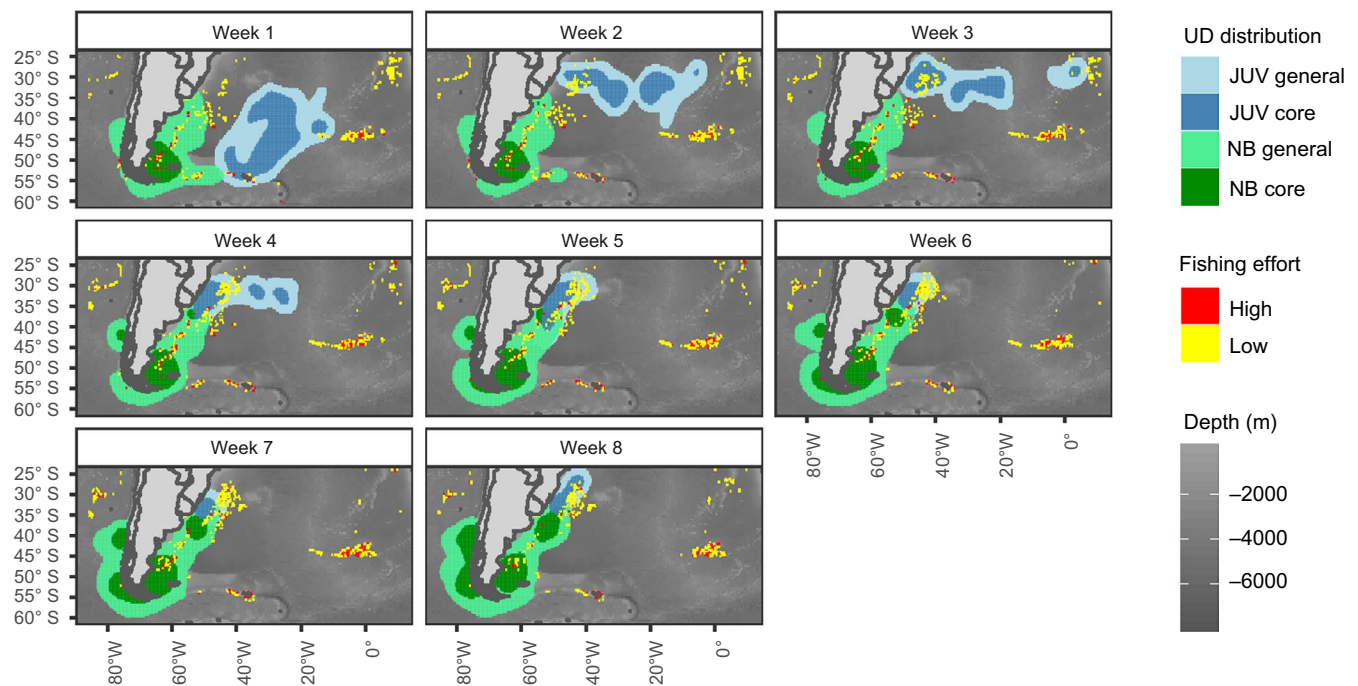 Week 1
Week 2
Week 3
25° S
30° S
35° S
40° S
45° S
50° S
55° S
60° S
Week 4
Week 5
Week 6
25° S
30° S
35° S
40° S
45° S
50° S
55° S
60° S
80°W
60°W
40°W
20°W
0°
Week 7
Week 8
25° S
30° S
35° S
40° S
45° S
50° S
55° S
60° S
80°W
60°W
40°W
20°W
0°
80°W
60°W
40°W
20°W
0°
UD distribution
JUV general
JUV core
NB general
NB core
Fishing effort
High
Low
Depth (m)
–2000
–4000
–6000